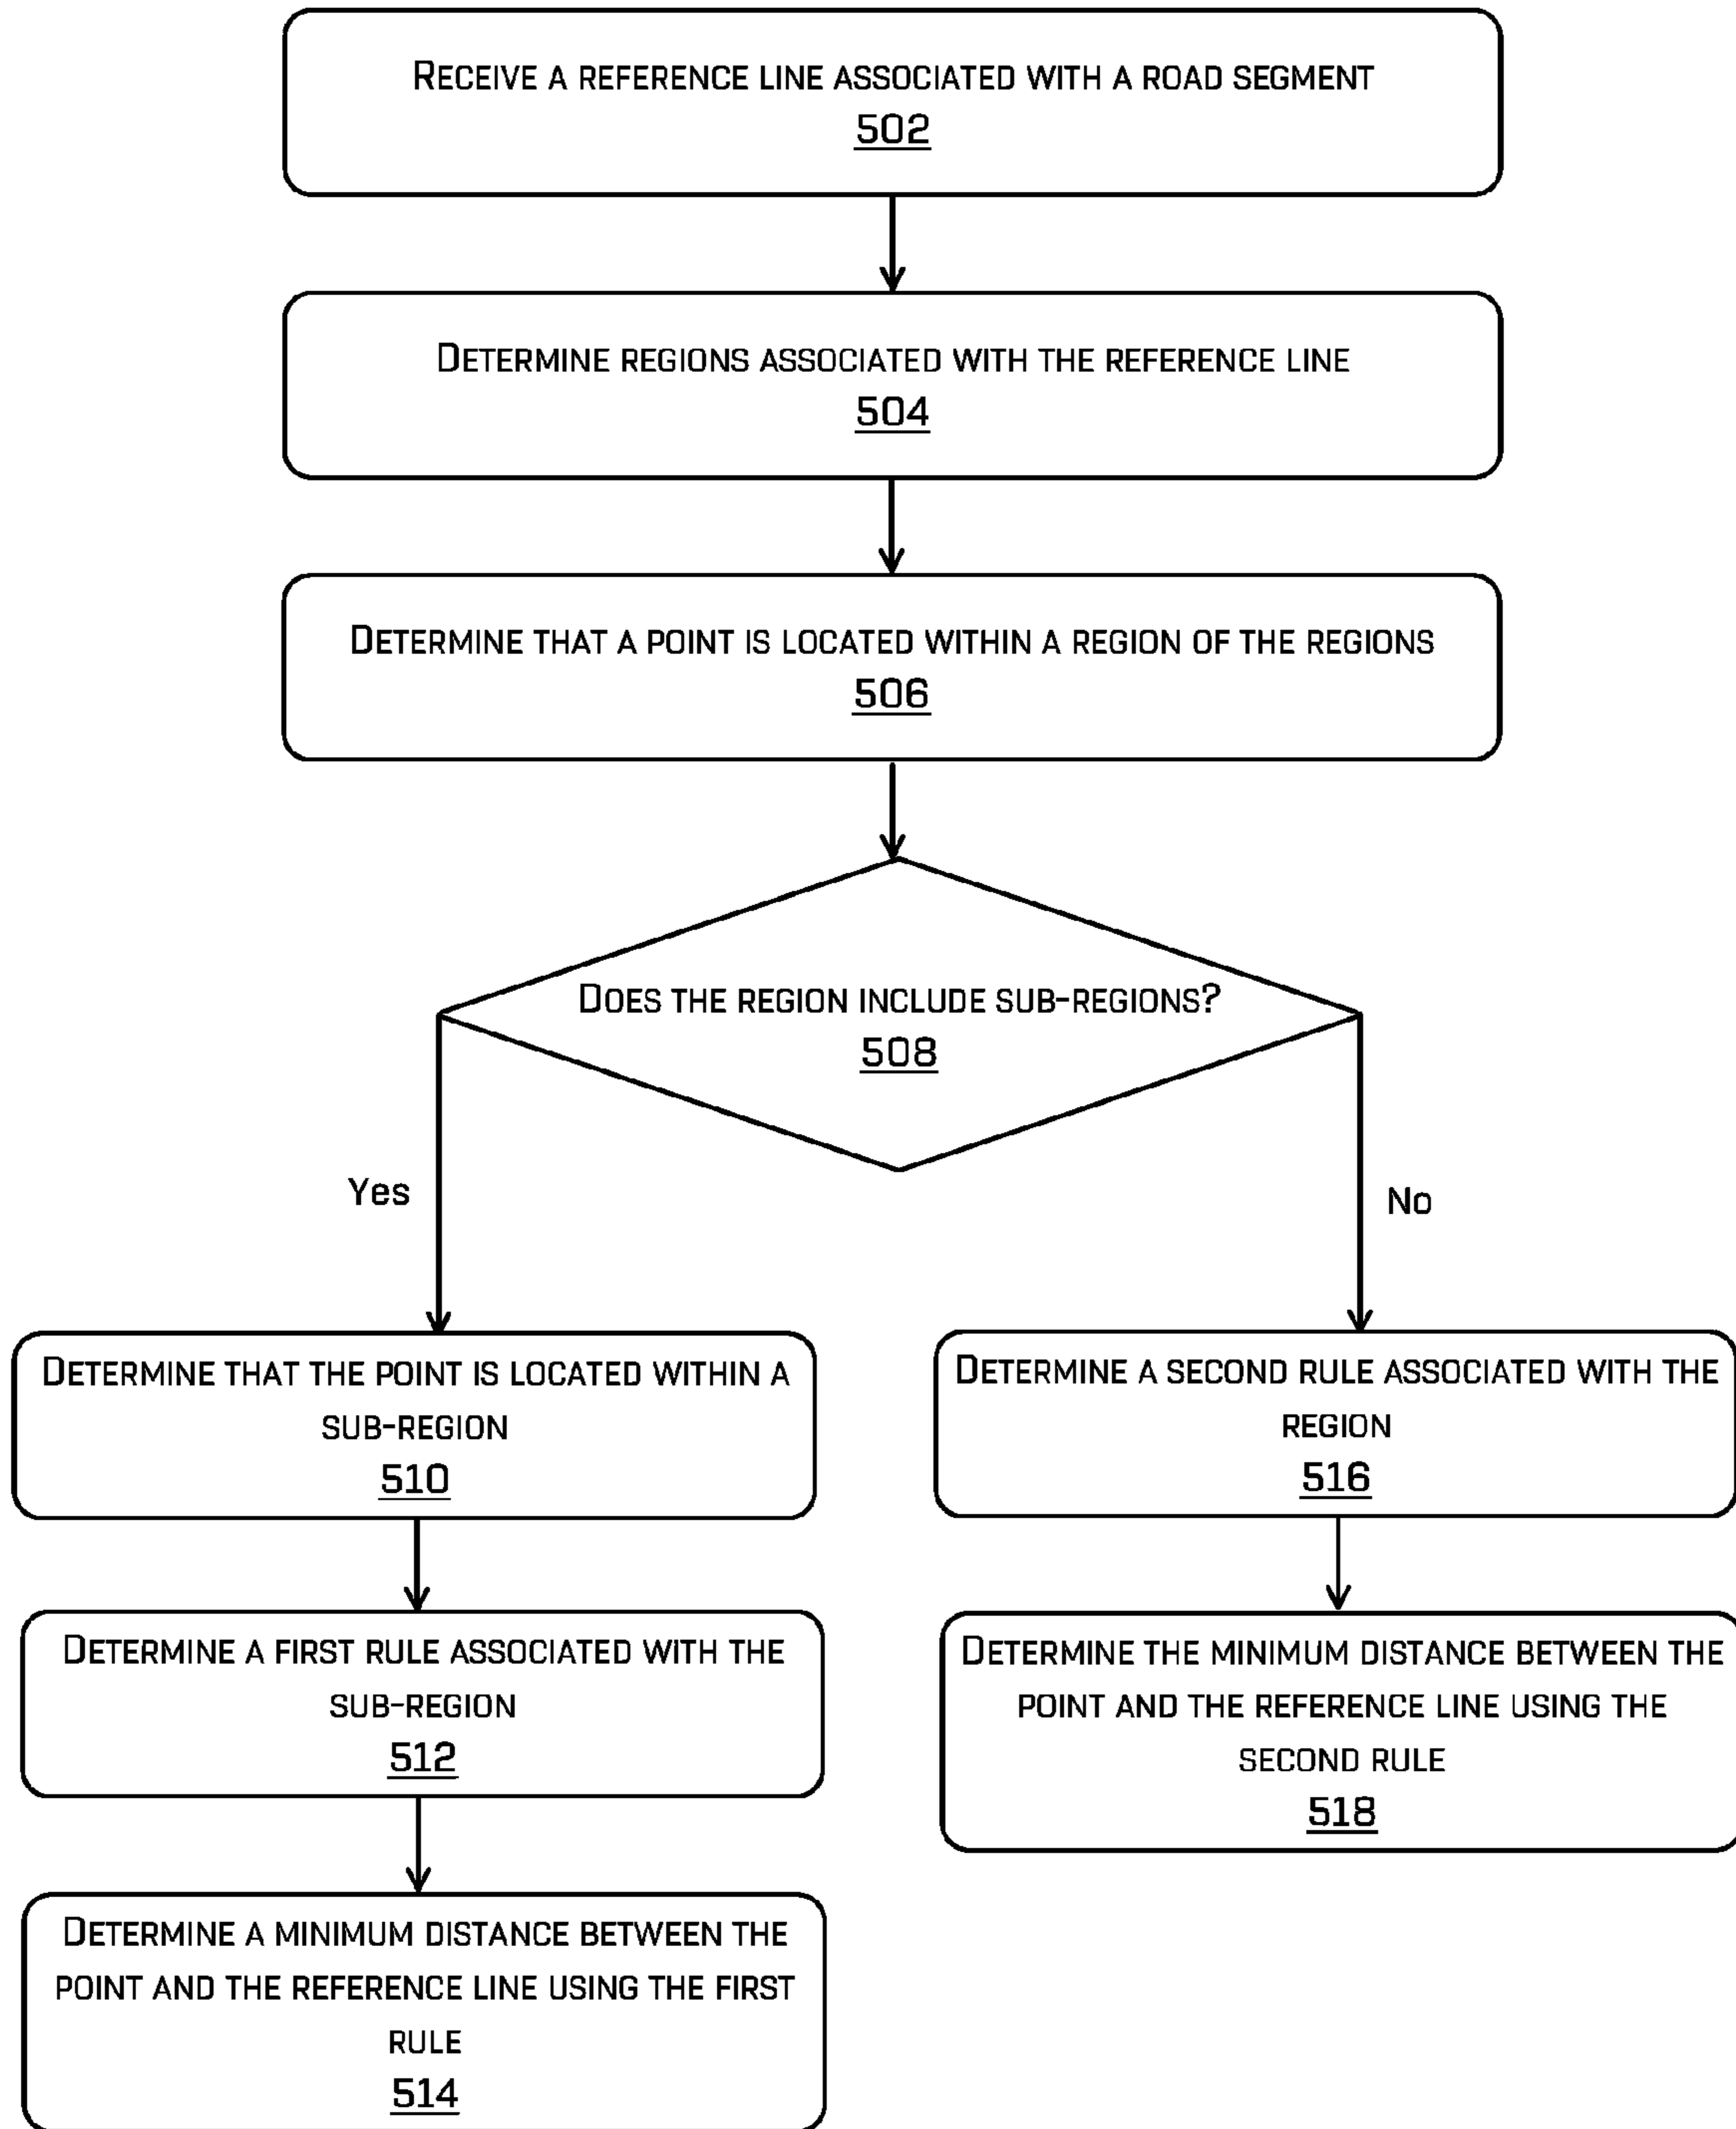 RECEIVE A REFERENCE LINE ASSOCIATED WITH A ROAD SEGMENT
502
DETERMINE REGIONS ASSOCIATED WITH THE REFERENCE LINE
504
DETERMINE THAT A POINT IS LOCATED WITHIN A REGION OF THE REGIONS
506
DOES THE REGION INCLUDE SUB-REGIONS?
508
Yes
No
DETERMINE THAT THE POINT IS LOCATED WITHIN A
SUB-REGION
510
DETERMINE A FIRST RULE ASSOCIATED WITH THE
SUB-REGION
512
DETERMINE A MINIMUM DISTANCE BETWEEN THE
POINT AND THE REFERENCE LINE USING THE FIRST
RULE
514
DETERMINE A SECOND RULE ASSOCIATED WITH THE
REGION
516
DETERMINE THE MINIMUM DISTANCE BETWEEN THE
POINT AND THE REFERENCE LINE USING THE
SECOND RULE
518